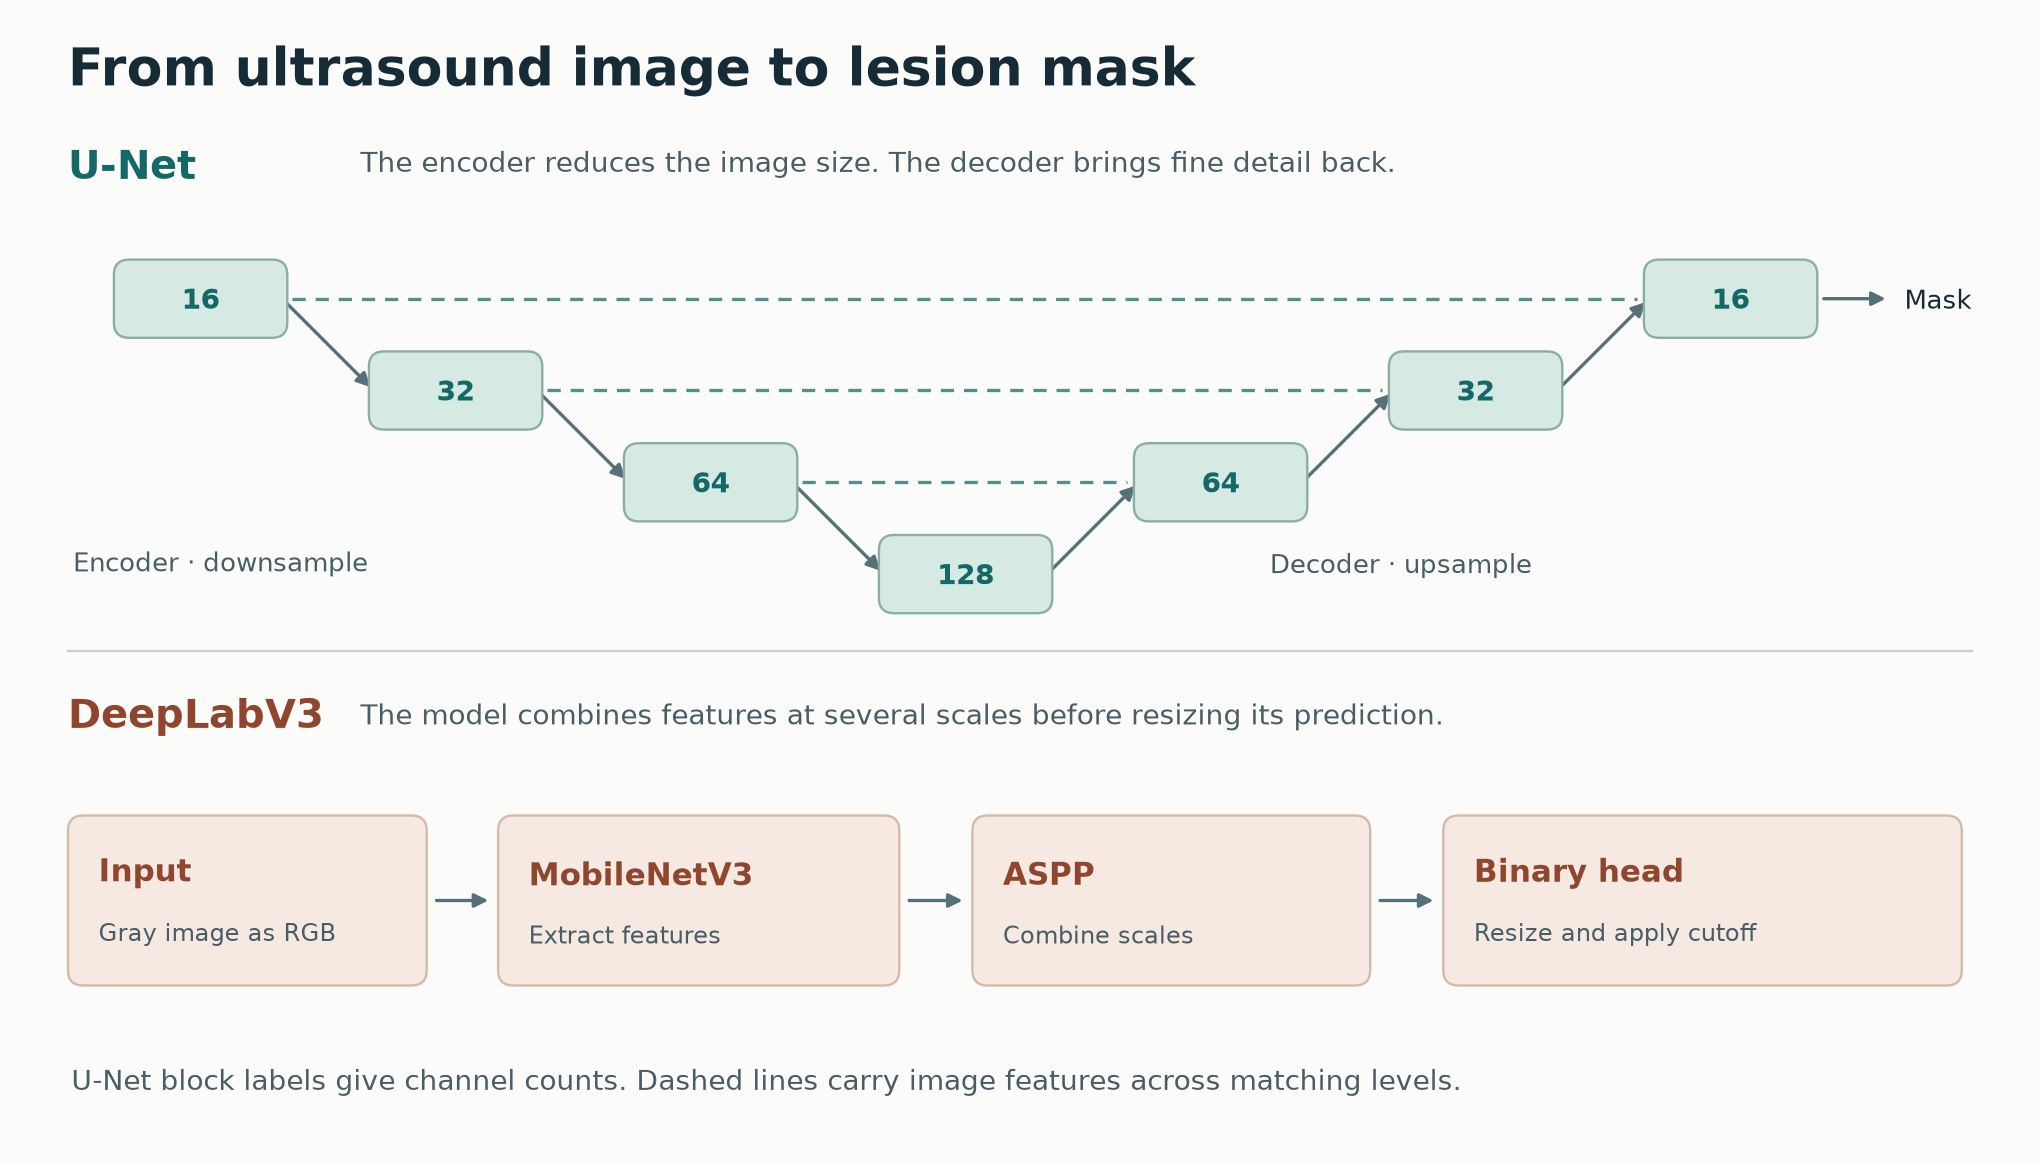 From ultrasound image to lesion mask
U-Net
The encoder reduces the image size. The decoder brings fine detail back.
16
16
Mask
32
32
64
64
128
Encoder · downsample
Decoder · upsample
DeepLabV3
The model combines features at several scales before resizing its prediction.
Input
Gray image as RGB
MobileNetV3
Extract features
ASPP
Combine scales
Binary head
Resize and apply cutoff
U-Net block labels give channel counts. Dashed lines carry image features across matching levels.